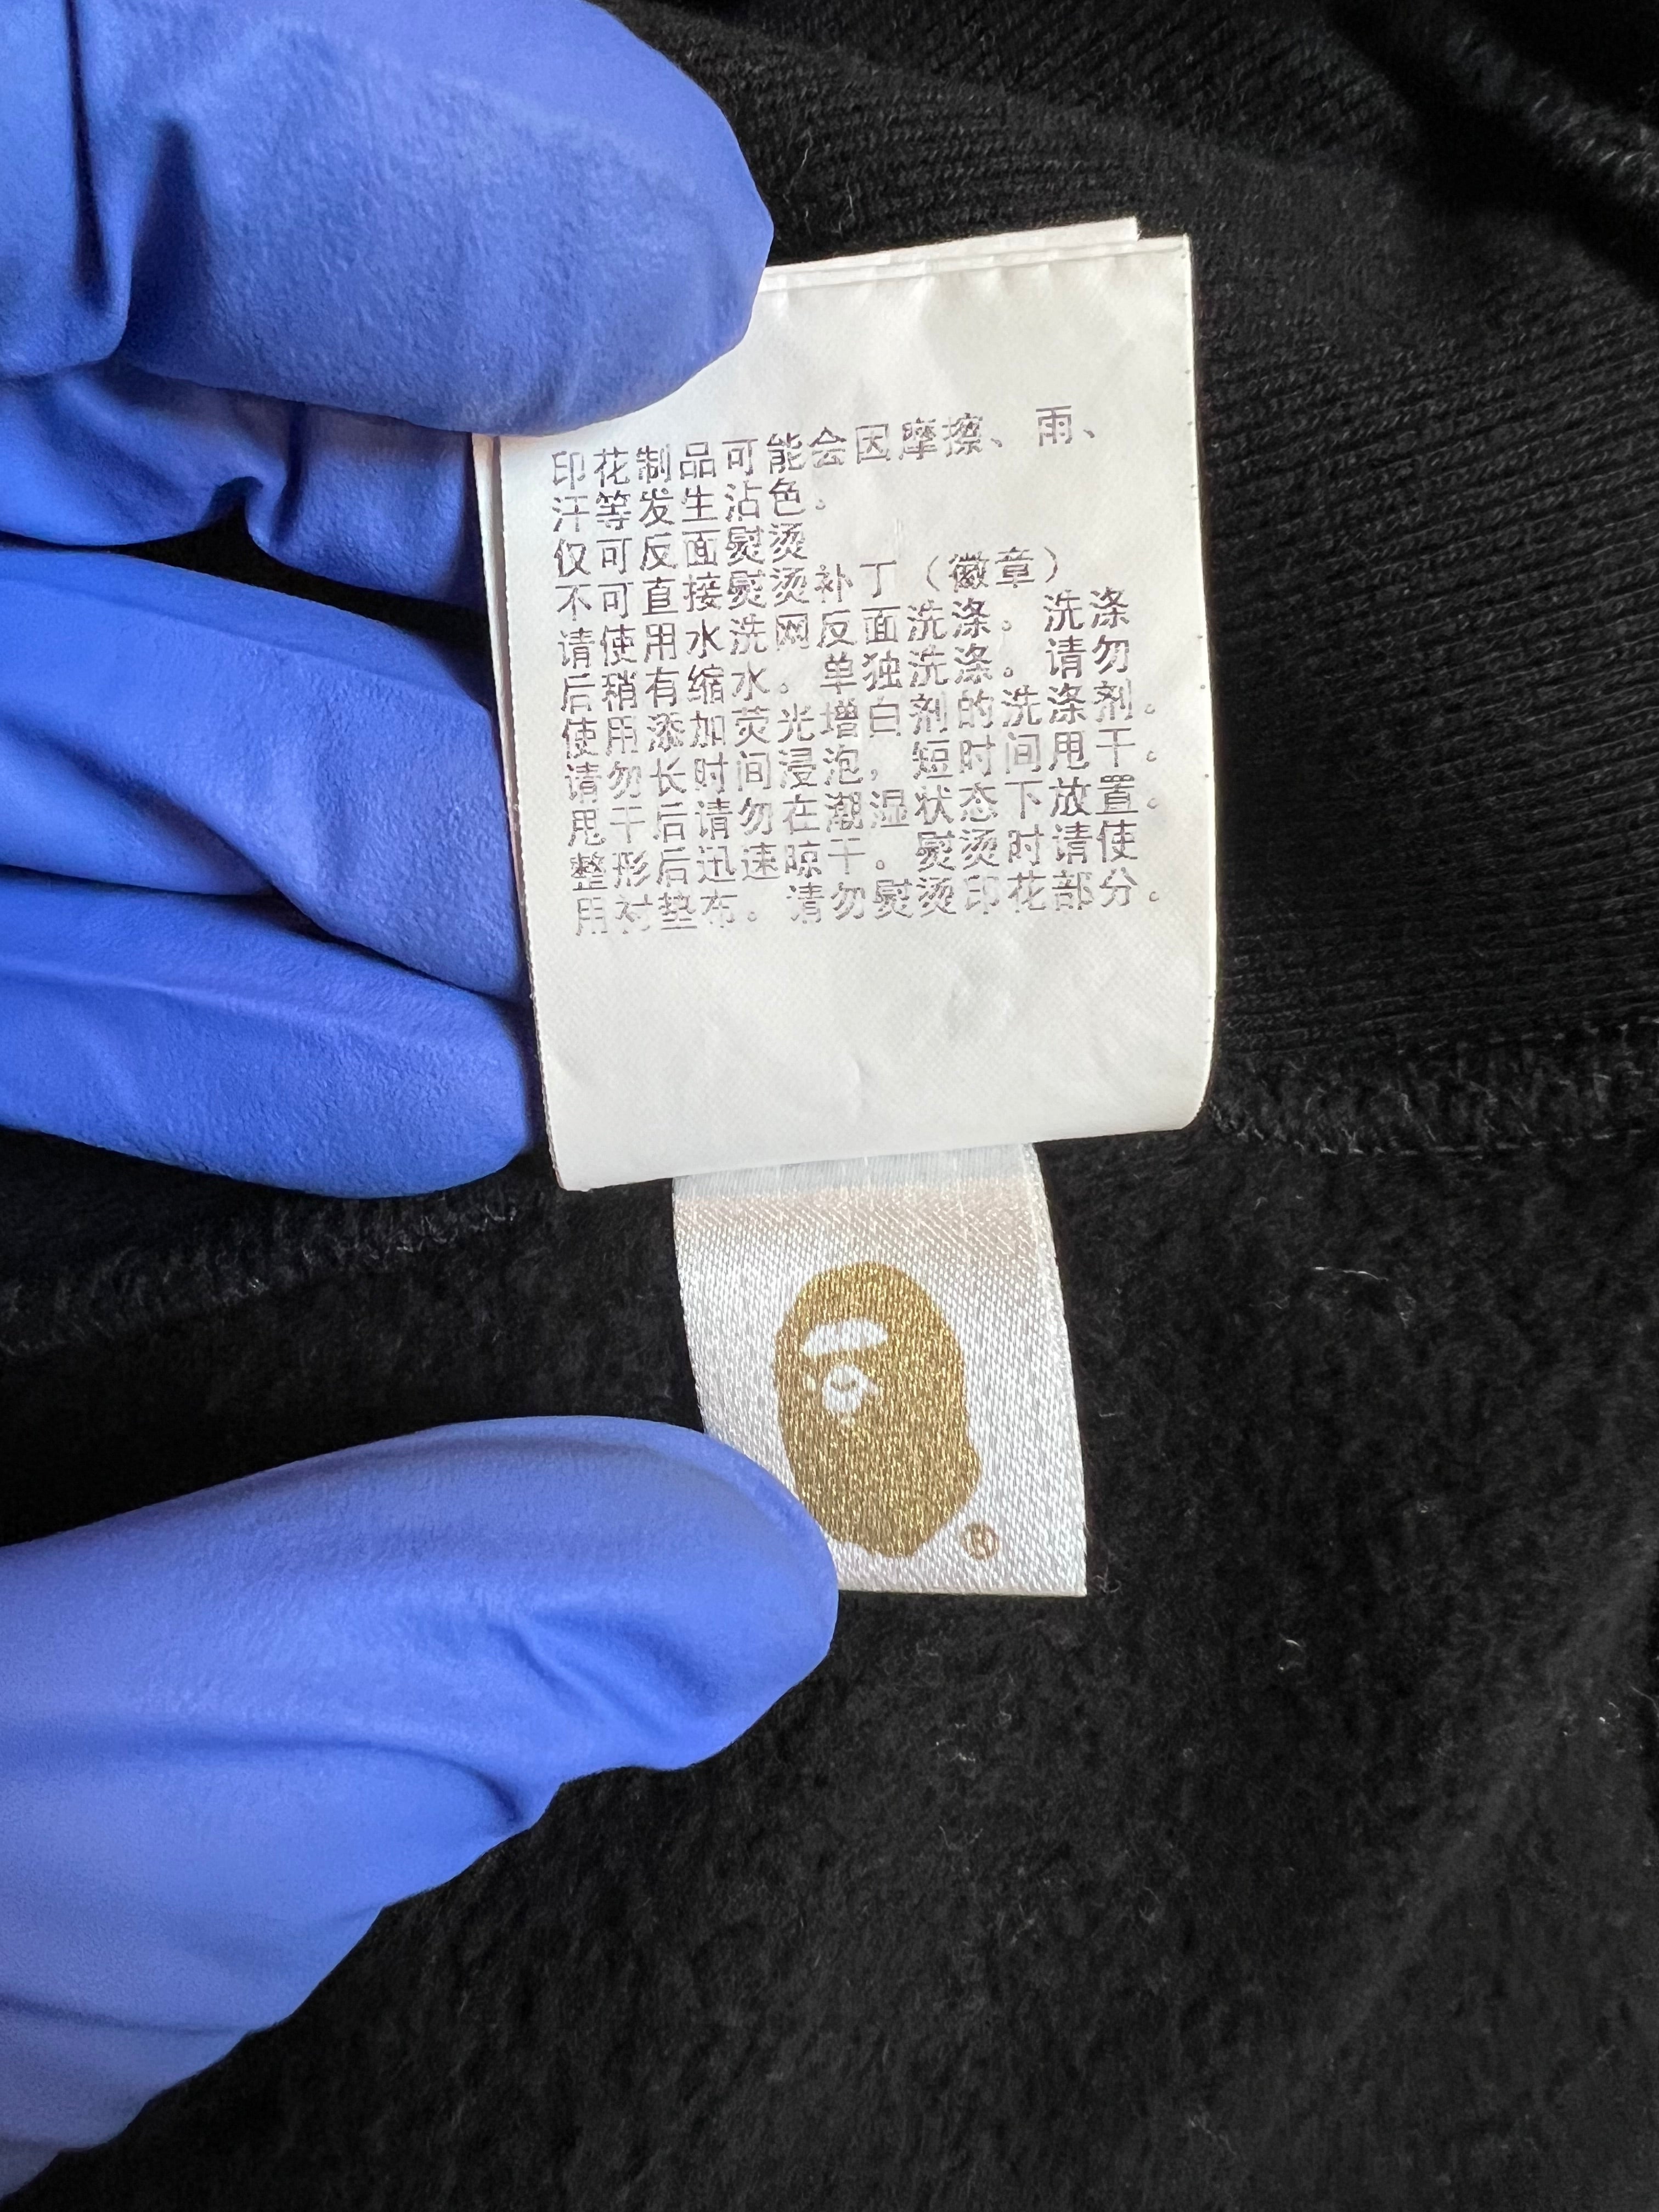 印花制品可能会因摩擦、雨、
汗等发生沾色。
仅可反面熨烫
不可直接熨烫补丁（徽章）
请使用水洗网反面洗涤。洗涤
后稍有缩水。单独洗涤。请勿
使用添加荧光增白剂的洗涤剂。
请勿长时间浸泡，短时间甩干。
甩干后请勿在潮湿状态下放置。
整形后迅速晾干。熨烫时请使
用衬垫布。请勿熨烫印花部分。
®